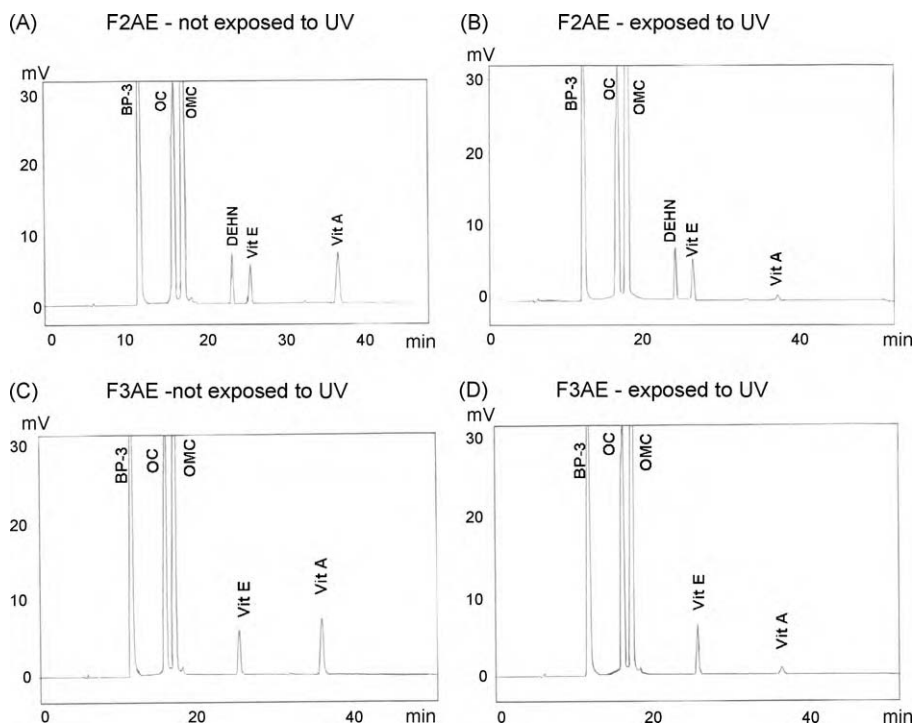 (A) F2AE - not exposed to UV
mV
30
20
10
0
BP-3
OC
OMC
DEHN
Vit E
Vit A
10 20 30 40 min
(B) F2AE - exposed to UV
mV
30
20
10
0
BP-3
OC
OMC
DEHN
Vit E
Vit A
0 20 40 min
(C) F3AE -not exposed to UV
mV
30
20
10
0
BP-3
OC
OMC
Vit E
Vit A
0 20 40 min
(D) F3AE - exposed to UV
mV
30
20
10
0
BP-3
OC
OMC
Vit E
Vit A
0 20 40 min